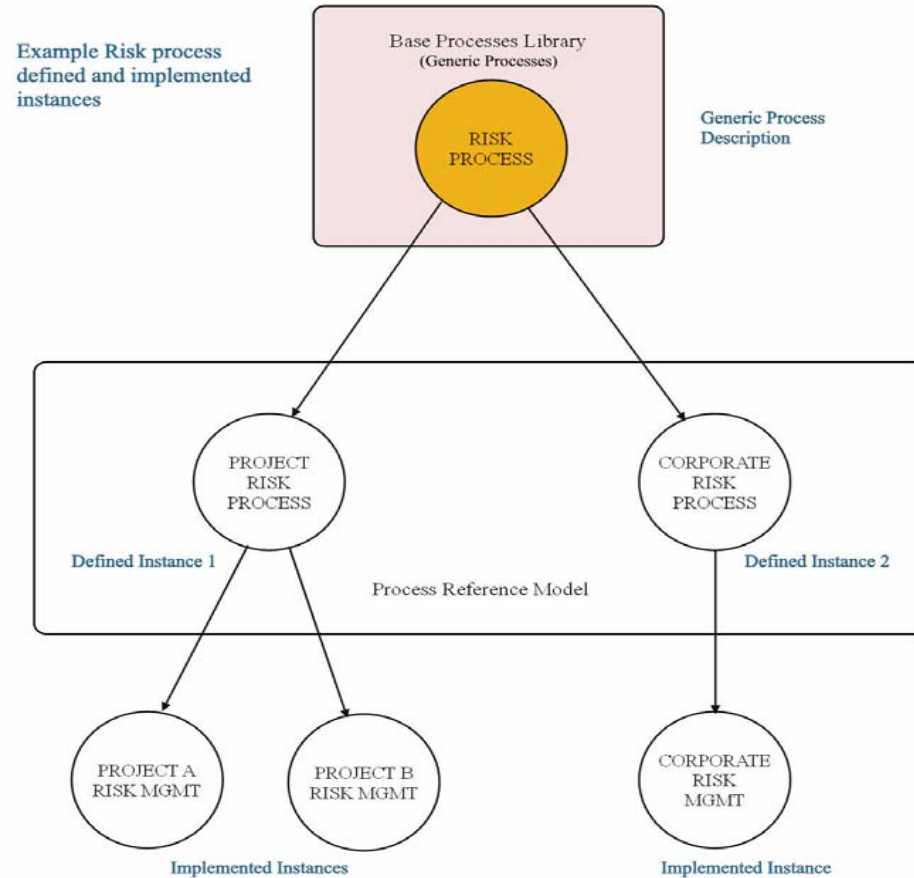 Example Risk process
defined and implemented
instances
Base Processes Library
(Generic Processes)
RISK
PROCESS
Generic Process
Description
PROJECT
RISK
PROCESS
CORPORATE
RISK
PROCESS
Defined Instance 1
Defined Instance 2
Process Reference Model
PROJECT A
RISK MGMT
PROJECT B
RISK MGMT
CORPORATE
RISK
MGMT
Implemented Instances
Implemented Instance